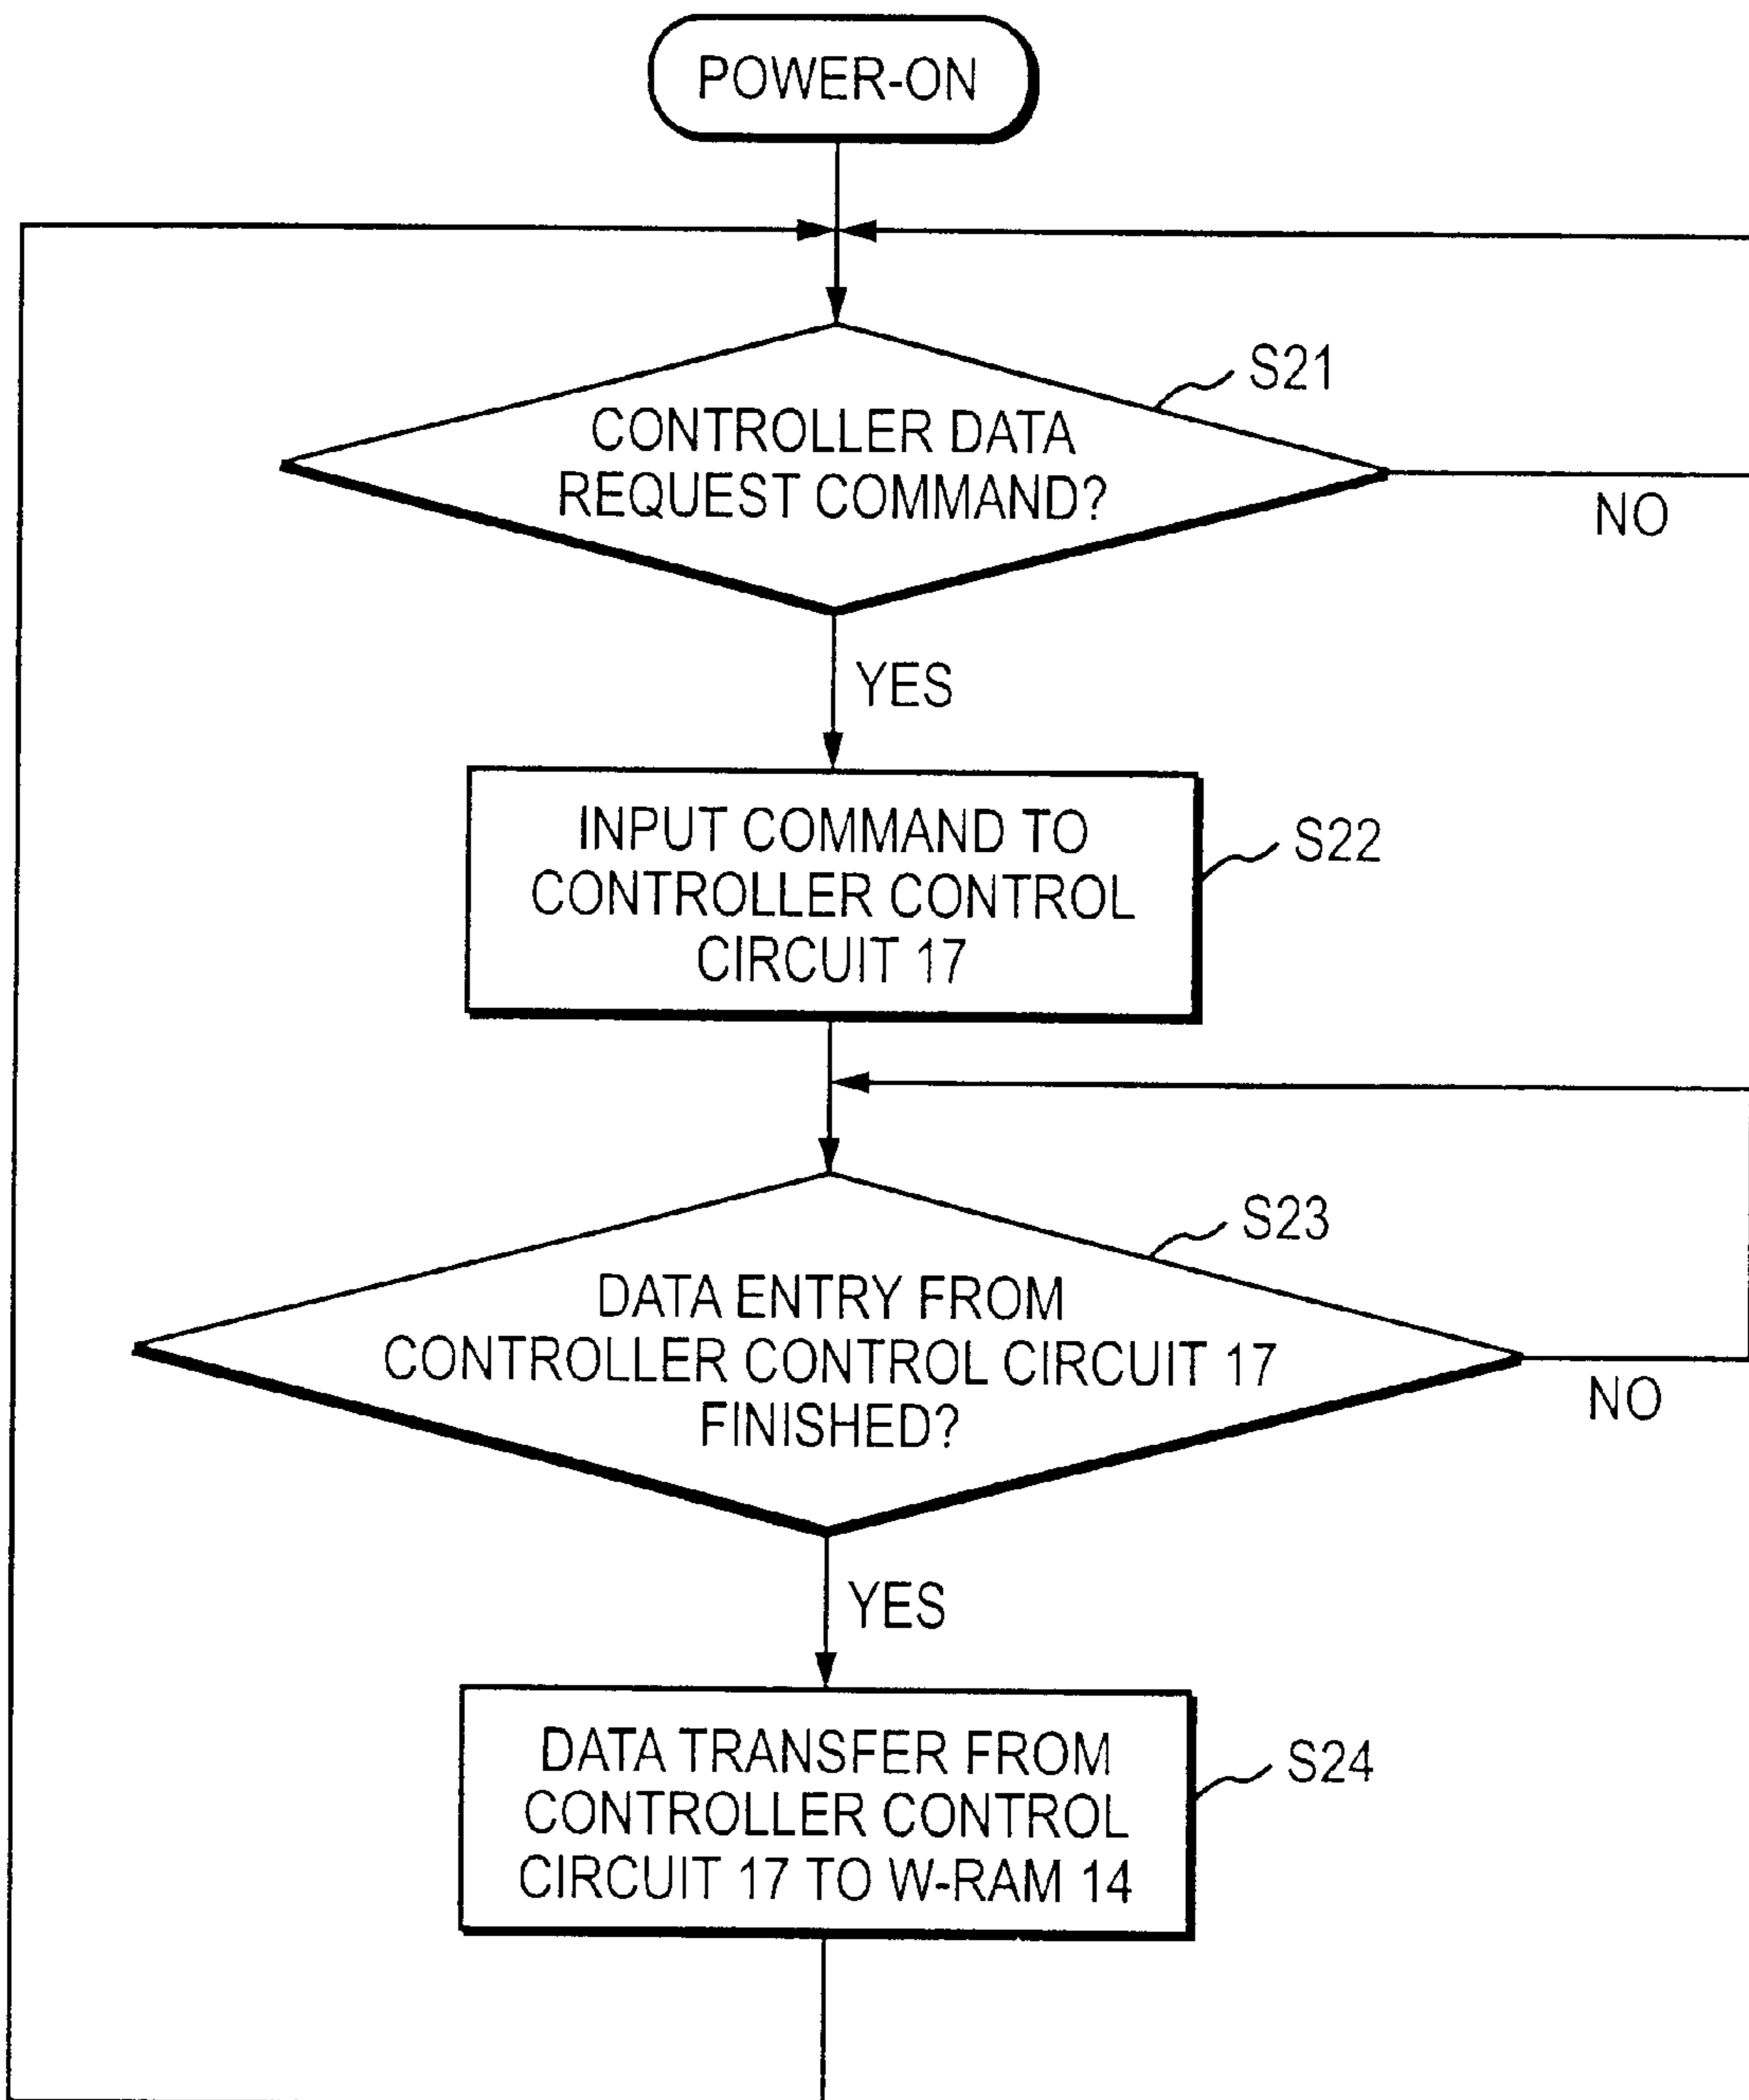 POWER-ON
S21
CONTROLLER DATA
REQUEST COMMAND?
NO
YES
INPUT COMMAND TO
CONTROLLER CONTROL
CIRCUIT 17
S22
S23
DATA ENTRY FROM
CONTROLLER CONTROL CIRCUIT 17
FINISHED?
NO
YES
DATA TRANSFER FROM
CONTROLLER CONTROL
CIRCUIT 17 TO W-RAM 14
S24